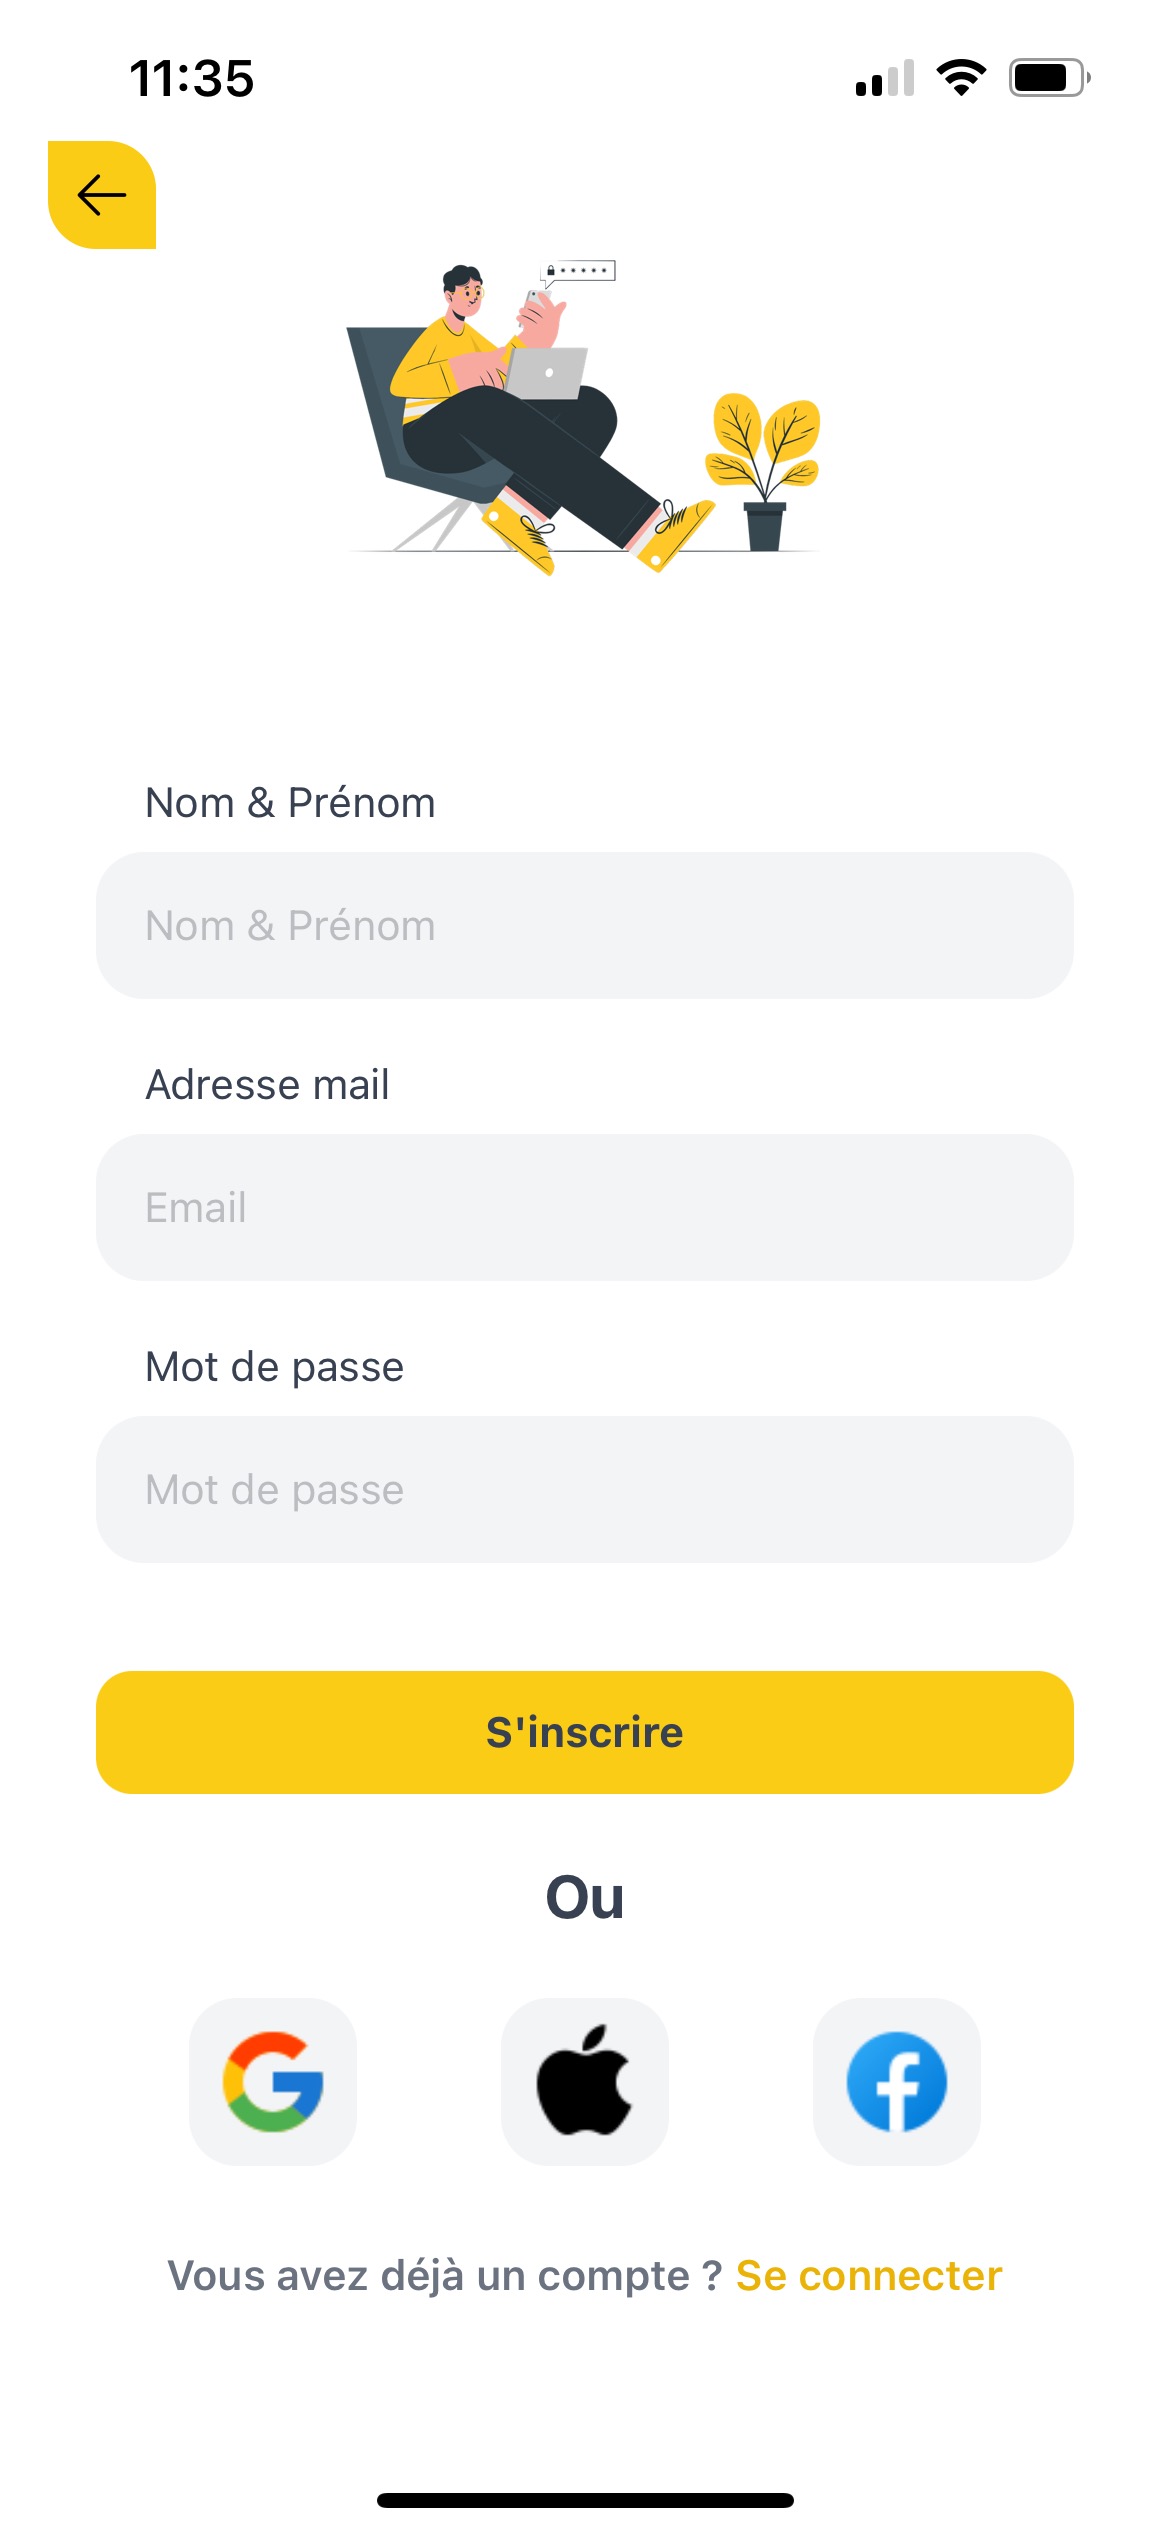 11:35
Nom & Prénom
Nom & Prénom
Adresse mail
Email
Mot de passe
Mot de passe
S'inscrire
Ou
Vous avez déjà un compte ? Se connecter